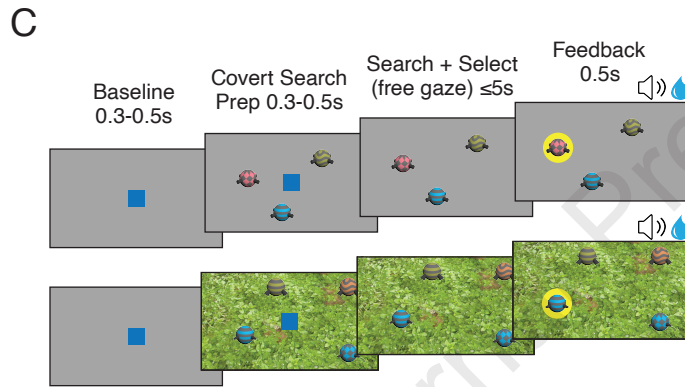 C
Baseline
0.3-0.5s
Covert Search
Prep 0.3-0.5s
Search + Select
(free gaze) ≤5s
Feedback
0.5s